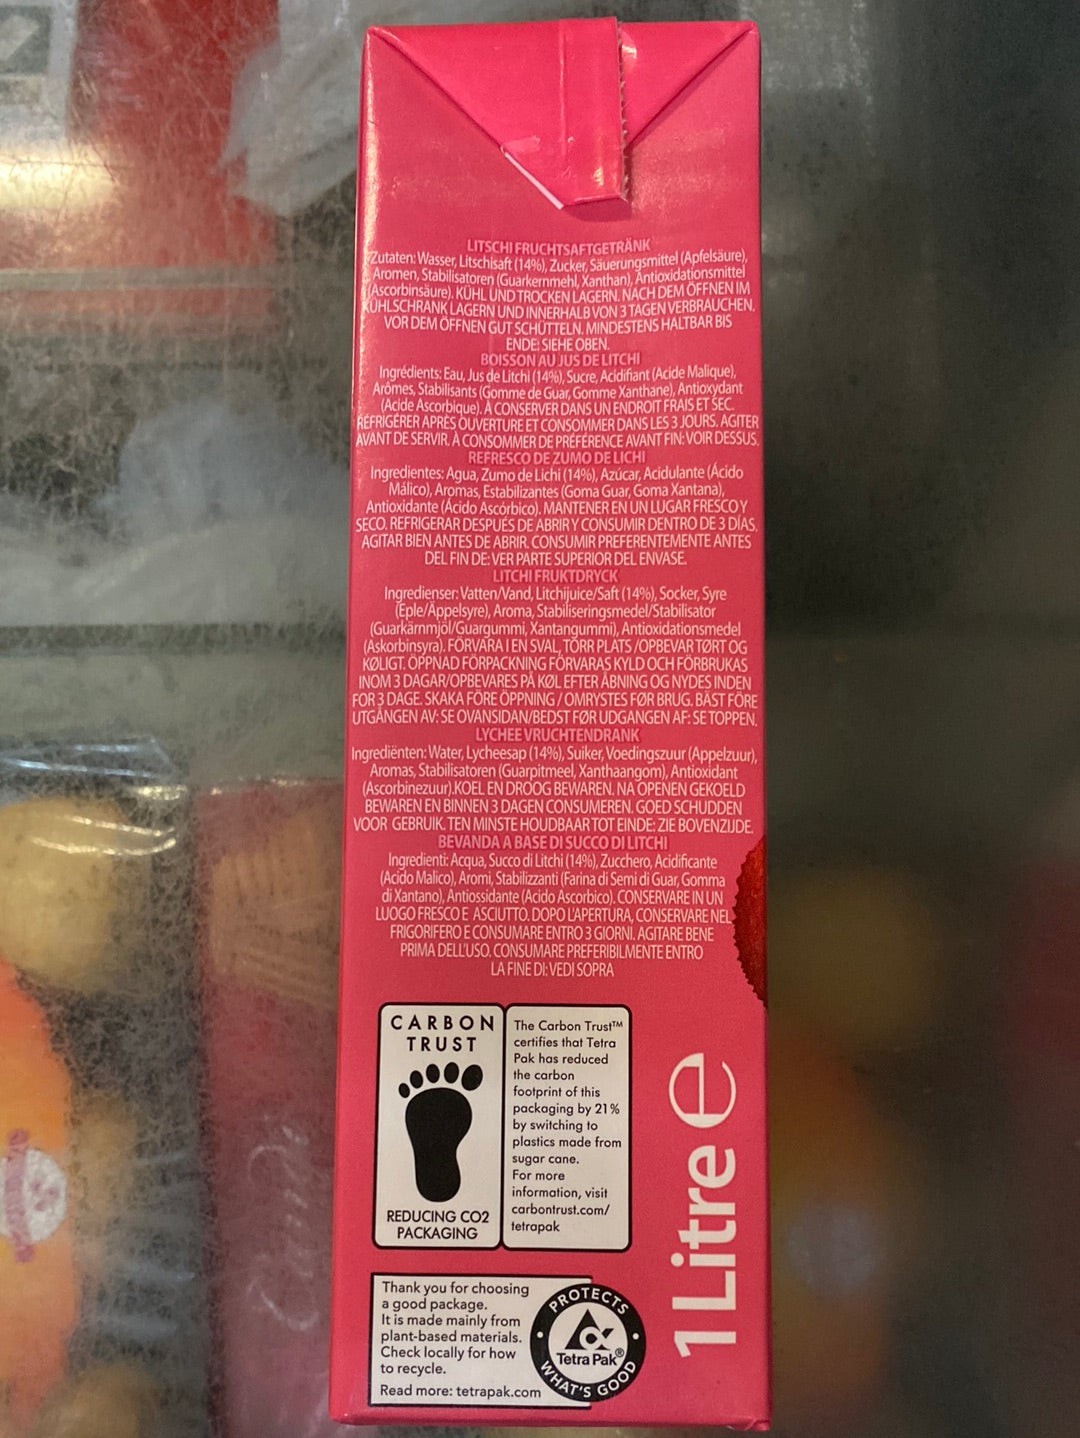 LITSCHI FRUCHTSAFTGETRÄNK
Zutaten: Wasser, Litschisaft (14%), Zucker, Säuerungsmittel (Apfelsäure),
Aromen, Stabilisatoren (Guarkernmehl, Xanthan), Antioxidationsmittel
(Ascorbinsäure). KÜHL UND TROCKEN LAGERN. NACH DEM ÖFFNEN IM
KÜHLSCHRANK LAGERN UND INNERHALB VON 3 TAGEN VERBRAUCHEN.
VOR DEM ÖFFNEN GUT SCHÜTTELN. MINDESTENS HALTBAR BIS
ENDE: SIEHE OBEN.
BOISSON AU JUS DE LITCHI
Ingrédients: Eau, Jus de Litchi (14%), Sucre, Acidifiant (Acide Malique),
Arômes, Stabilisants (Gomme de Guar, Gomme Xanthane), Antioxydant
(Acide Ascorbique). À CONSERVER DANS UN ENDROIT FRAIS ET SEC.
RÉFRIGÉRER APRÈS OUVERTURE ET CONSOMMER DANS LES 3 JOURS. AGITER
AVANT DE SERVIR. À CONSOMMER DE PRÉFÉRENCE AVANT FIN: VOIR DESSUS.
REFRESCO DE ZUMO DE LICHI
Ingredientes: Agua, Zumo de Lichi (14%), Azúcar, Acidulante (Ácido
Málico), Aromas, Estabilizantes (Goma Guar, Goma Xantana),
Antioxidante (Ácido Ascórbico). MANTENER EN UN LUGAR FRESCO Y
SECO. REFRIGERAR DESPUÉS DE ABRIR Y CONSUMIR DENTRO DE 3 DÍAS.
AGITAR BIEN ANTES DE ABRIR. CONSUMIR PREFERENTEMENTE ANTES
DEL FIN DE: VER PARTE SUPERIOR DEL ENVASE.
LITCHI FRUKTDRYCK
Ingredienser: Vatten/Vand, Litchijuice/Saft (14%), Socker, Syre
(Eple/Äppelsyre), Aroma, Stabiliseringsmedel/Stabilisator
(Guarkärnmjöl/Guargummi, Xantangummi), Antioxidationsmedel
(Askorbinsyra). FÖRVARA I EN SVAL, TORR PLATS /OPBEVAR TØRT OG
KØLIGT. ÖPPNAD FÖRPACKNING FÖRVARAS KYLD OCH FÖRBRUKAS
INOM 3 DAGAR/OPBEVARES PÅ KØL EFTER ÅBNING OG NYDES INDEN
FOR 3 DAGE. SKAKA FÖRE ÖPPNING / OMRYSTES FØR BRUG. BÄST FÖRE
UTGÅNGEN AV: SE OVANSIDAN/BEDST FØR UDGANGEN AF: SE TOPPEN.
LYCHEE VRUCHTENDRANK
Ingrediënten: Water, Lycheesap (14%), Suiker, Voedingszuur (Appelzuur),
Aromas, Stabilisatoren (Guarpitmeel, Xanthaangom), Antioxidant
(Ascorbinezuur).KOEL EN DROOG BEWAREN. NA OPENEN GEKOELD
BEWAREN EN BINNEN 3 DAGEN CONSUMEREN. GOED SCHUDDEN
VOOR GEBRUIK. TEN MINSTE HOUDBAAR TOT EINDE: ZIE BOVENZIJDE.
BEVANDA A BASE DI SUCCO DI LITCHI
Ingredienti: Acqua, Succo di Litchi (14%), Zucchero, Acidificante
(Acido Malico), Aromi, Stabilizzanti (Farina di Semi di Guar, Gomma
di Xantano), Antiossidante (Acido Ascorbico). CONSERVARE IN UN
LUOGO FRESCO E ASCIUTTO. DOPO L'APERTURA, CONSERVARE NEL
FRIGORIFERO E CONSUMARE ENTRO 3 GIORNI. AGITARE BENE
PRIMA DELL'USO. CONSUMARE PREFERIBILMENTE ENTRO
LA FINE DI: VEDI SOPRA
CARBON
TRUST
REDUCING CO2
PACKAGING
The Carbon Trust™
certifies that Tetra
Pak has reduced
the carbon
footprint of this
packaging by 21%
by switching to
plastics made from
sugar cane.
For more
information, visit
carbontrust.com/
tetrapak
1 Litre e
Thank you for choosing
a good package.
It is made mainly from
plant-based materials.
Check locally for how
to recycle.
Read more: tetrapak.com
PROTECTS
Tetra Pak®
WHAT'S GOOD